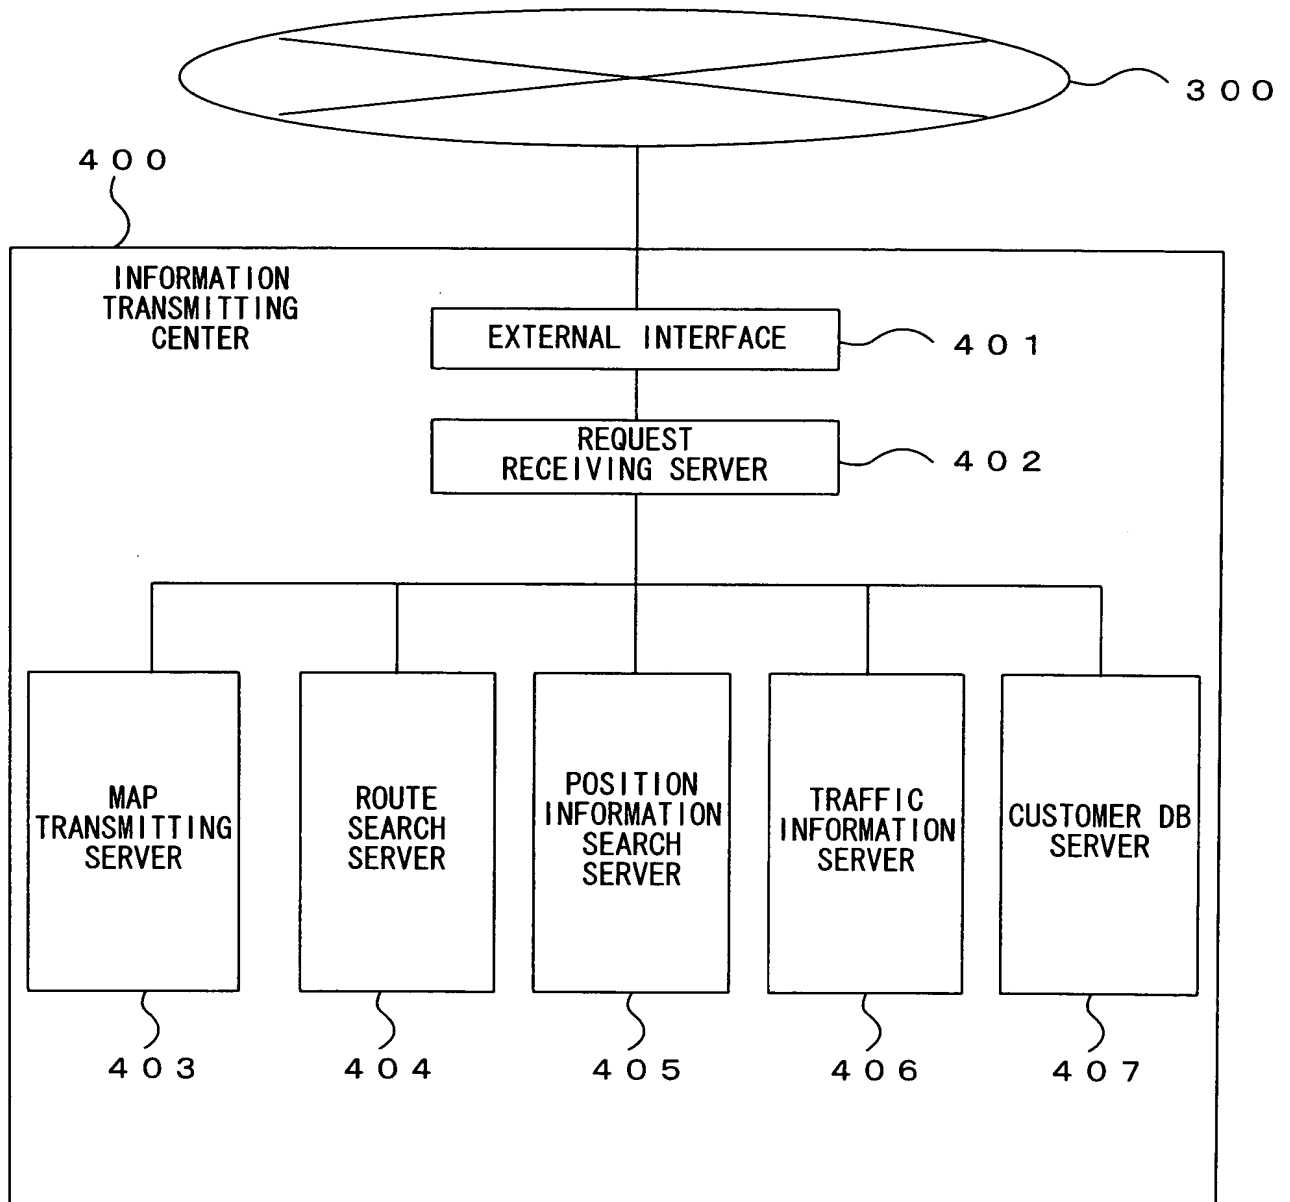 300
400
INFORMATION
TRANSMITTING
CENTER
EXTERNAL INTERFACE
401
REQUEST
RECEIVING SERVER
402
MAP
TRANSMITTING
SERVER
ROUTE
SEARCH
SERVER
POSITION
INFORMATION
SEARCH
SERVER
TRAFFIC
INFORMATION
SERVER
CUSTOMER DB
SERVER
403
404
405
406
407